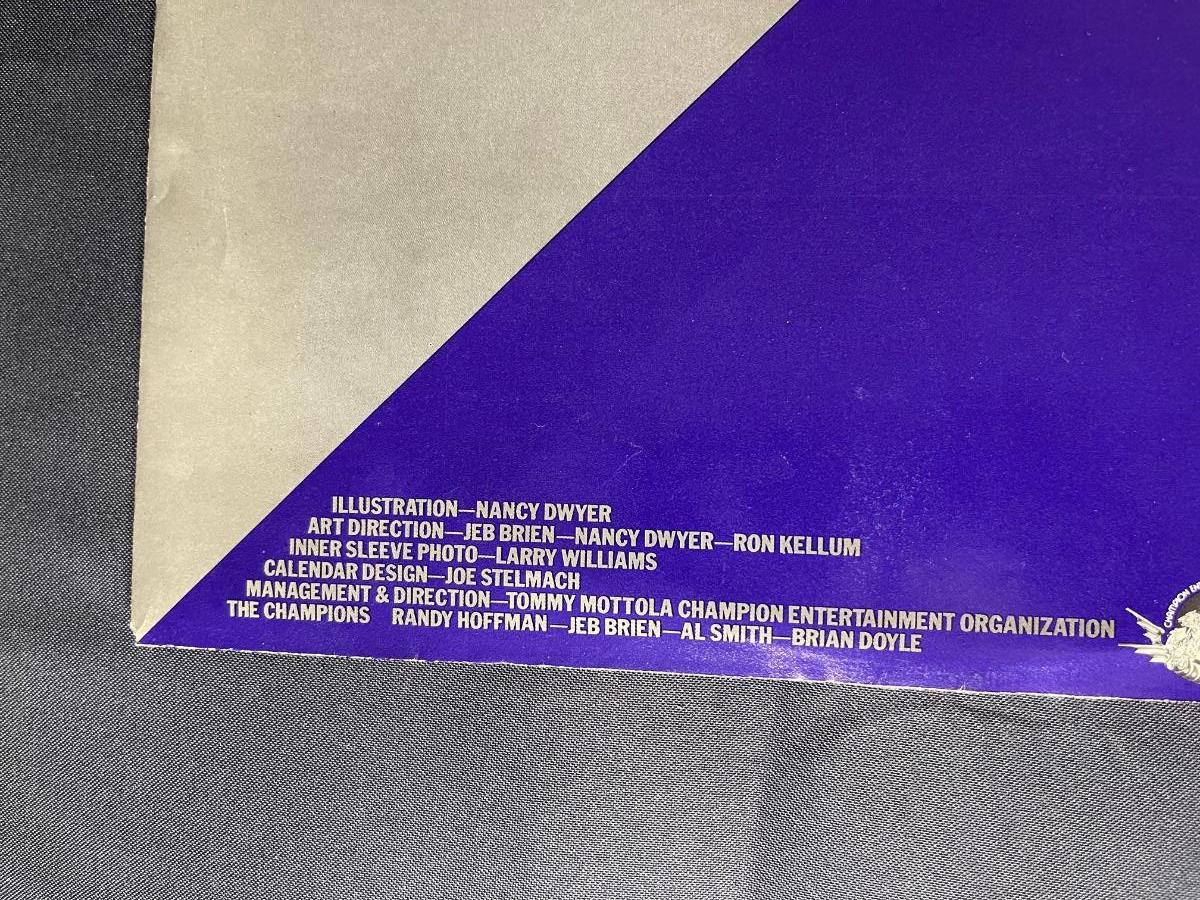 ILLUSTRATION—NANCY DWYER
ART DIRECTION—JEB BRIEN—NANCY DWYER—RON KELLUM
INNER SLEEVE PHOTO—LARRY WILLIAMS
CALENDAR DESIGN—JOE STELMACH
MANAGEMENT & DIRECTION—TOMMY MOTTOLA CHAMPION ENTERTAINMENT ORGANIZATION
THE CHAMPIONS RANDY HOFFMAN—JEB BRIEN—AL SMITH—BRIAN DOYLE
CHAMPION